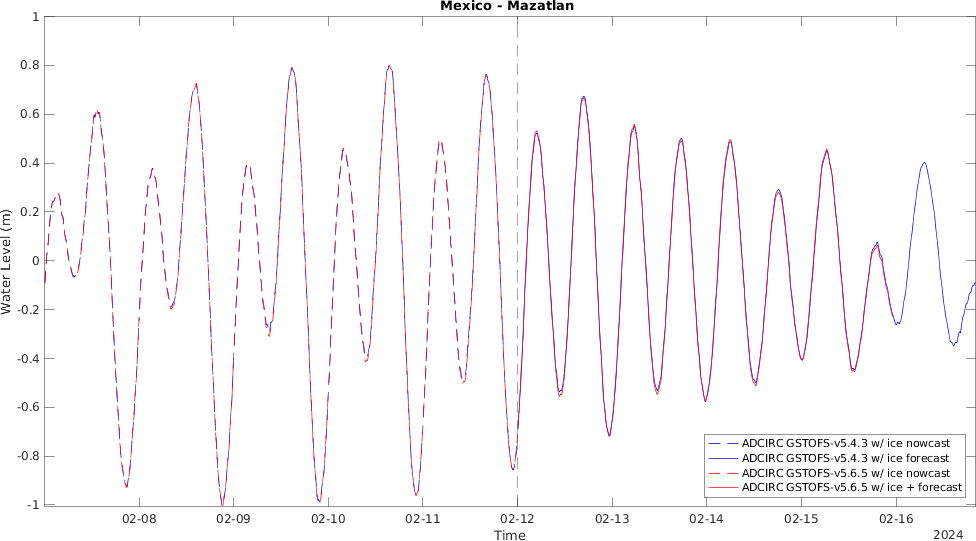 Mexico - Mazatlan
1
0.8
0.6
0.4
0.2
0
-0.2
-0.4
-0.6
-0.8
-1
Water Level (m)
ADCIRC GSTOFS-v5.4.3 w/ ice nowcast
ADCIRC GSTOFS-v5.4.3 w/ ice forecast
ADCIRC GSTOFS-v5.6.5 w/ ice nowcast
ADCIRC GSTOFS-v5.6.5 w/ ice + forecast
02-08 02-09 02-10 02-11 02-12 02-13 02-14 02-15 02-16
Time
2024